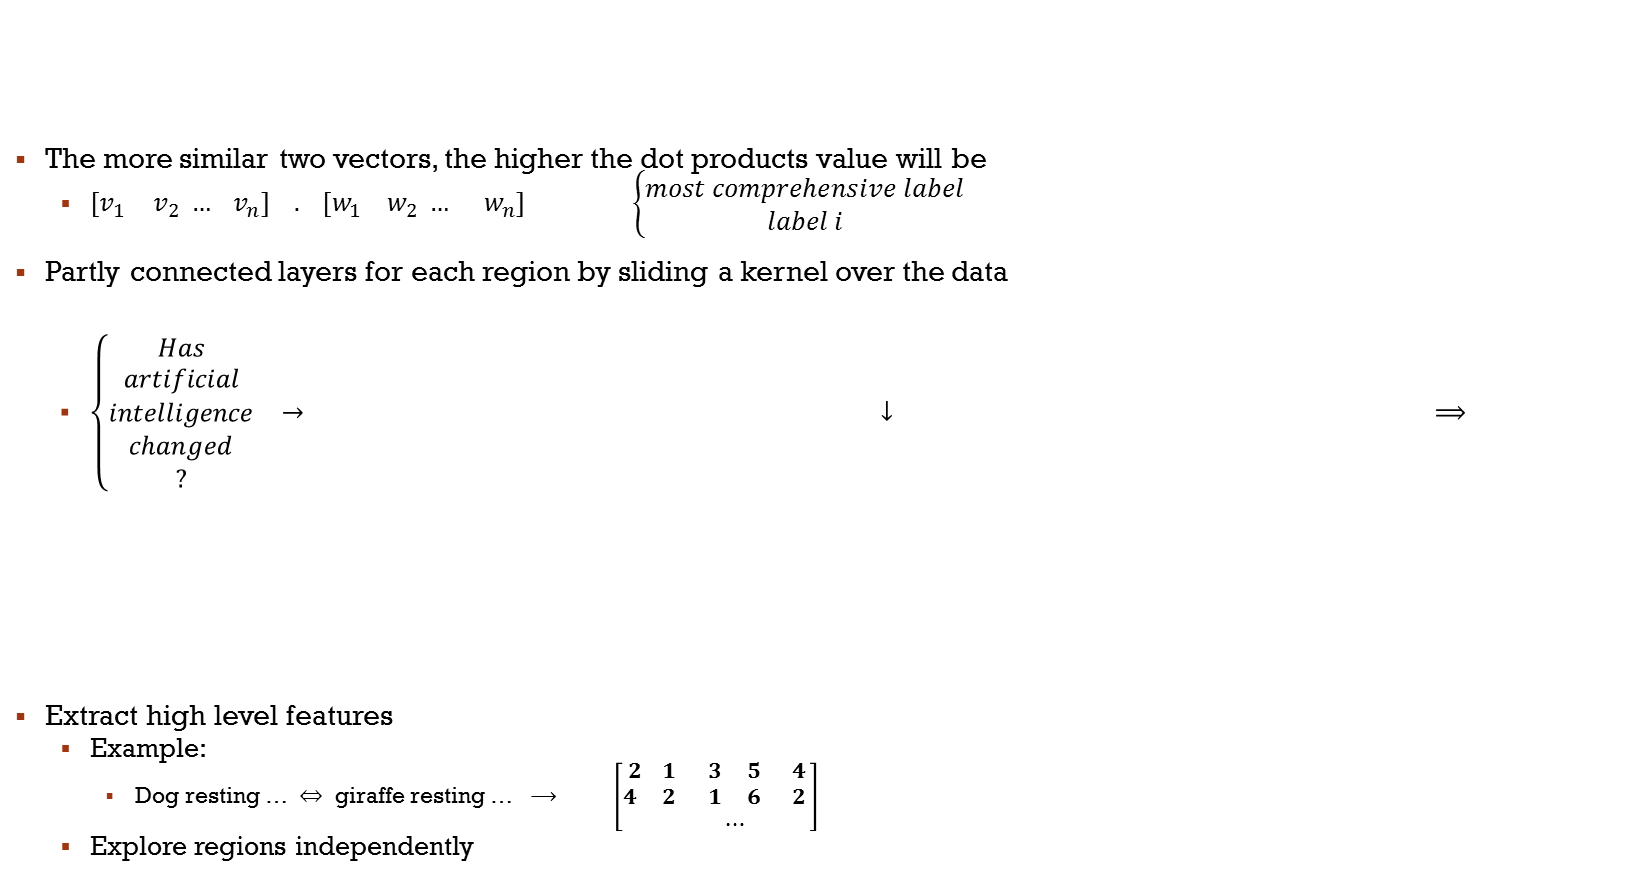 The more similar two vectors, the higher the dot products value will be
[v₁ v₂ … vₙ] . [w₁ w₂ … wₙ] {most comprehensive label
label i
Partly connected layers for each region by sliding a kernel over the data
Has
artificial
{ intelligence → ↓ ⟹
changed
?
Extract high level features
Example:
[2 1 3 5 4]
Dog resting … ⇔ giraffe resting … ⟶ [4 2 1 6 2]
…
Explore regions independently